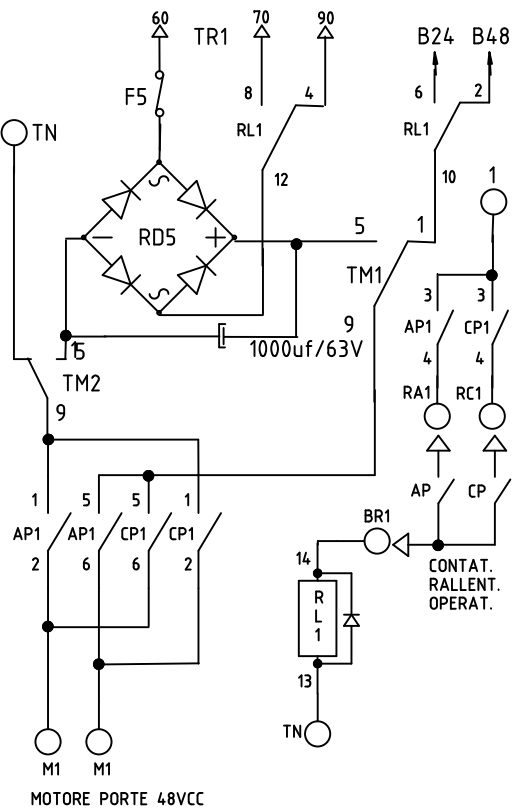 60
70
90
TR1
B24 B48
F5
8
4
6
2
RL1
RL1
TN
12
10
1
RD5
5
1
TM1
3
3
AP1
CP1
9
1000uf/63V
4
4
TM2
5
RA1
RC1
9
1
5
5
1
AP
CP
AP1
AP1
CP1
CP1
BR1
2
6
6
2
14
CONTAT.
RALLENT.
OPERAT.
R
L
1
13
TN
M1
M1
MOTORE PORTE 48VCC